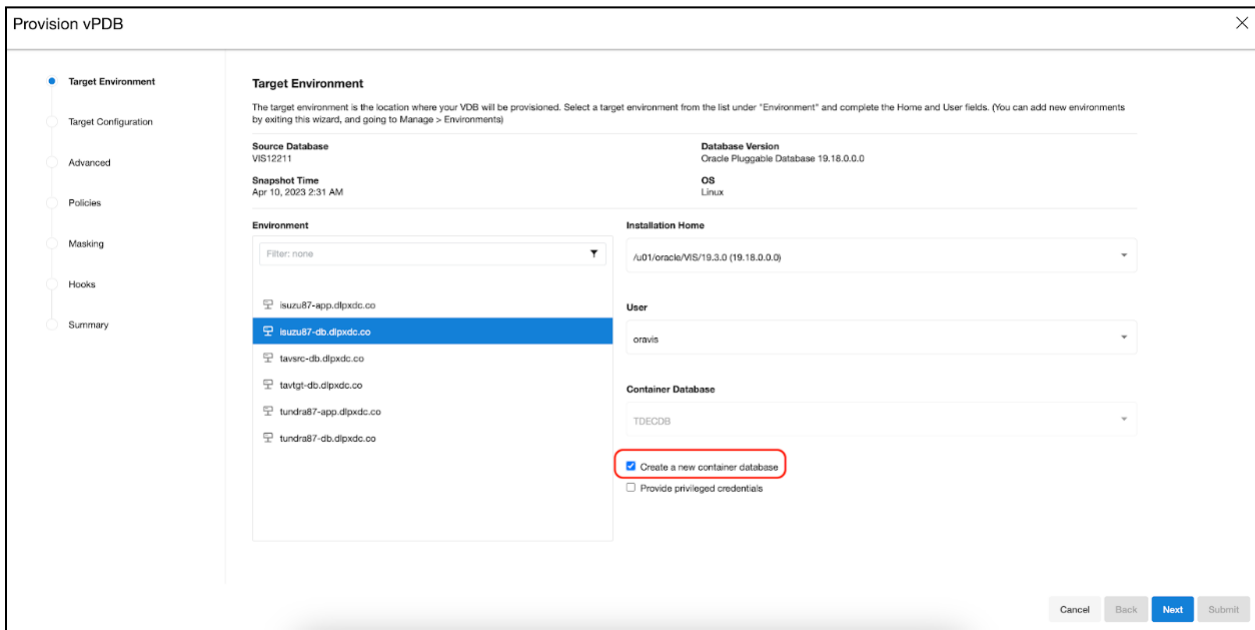 Provision vPDB
Target Environment
Target Configuration
Advanced
Policies
Masking
Hooks
Summary
Target Environment
The target environment is the location where your VDB will be provisioned. Select a target environment from the list under "Environment" and complete the Home and User fields. (You can add new environments
by exiting this wizard, and going to Manage > Environments)
Source Database
VIS12211
Database Version
Oracle Pluggable Database 19.18.0.0.0
Snapshot Time
Apr 10, 2023 2:31 AM
OS
Linux
Environment
Filter: none
isuzu87-app.dlpxdc.co
isuzu87-db.dlpxdc.co
tavsrc-db.dlpxdc.co
tavtgt-db.dlpxdc.co
tundra87-app.dlpxdc.co
tundra87-db.dlpxdc.co
Installation Home
/u01/oracle/VIS/19.3.0 (19.18.0.0.0)
User
oravis
Container Database
TDECDB
Create a new container database
Provide privileged credentials
Cancel
Back
Next
Submit